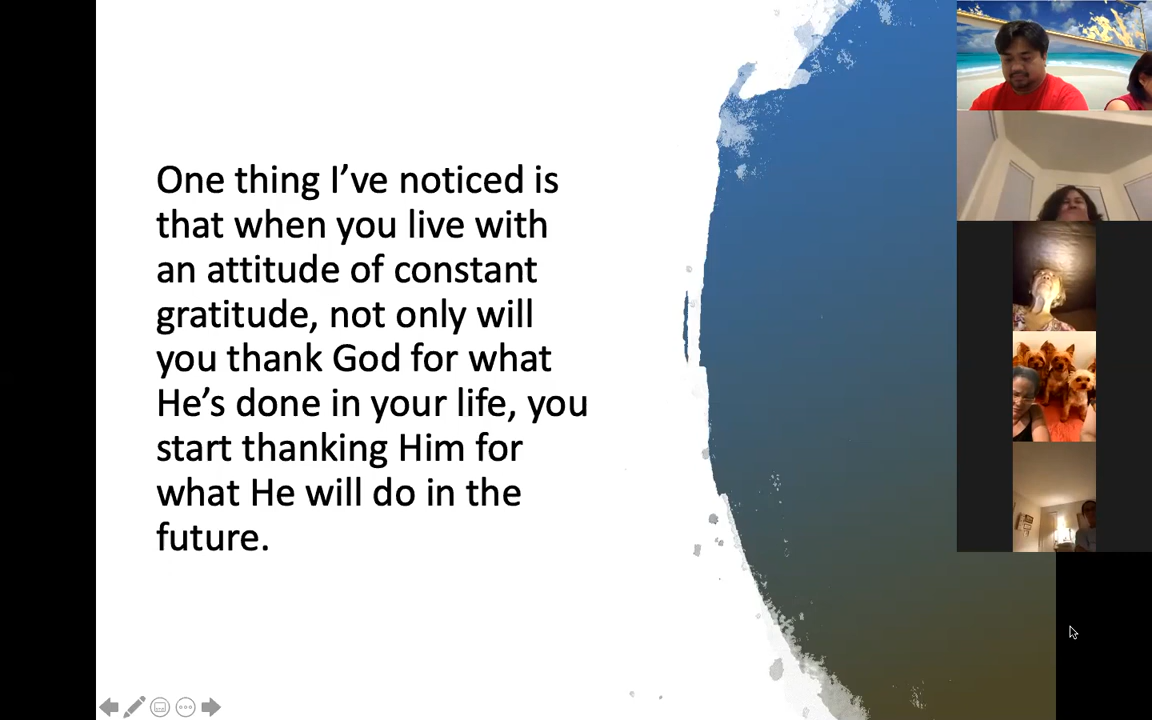 One thing I’ve noticed is
that when you live with
an attitude of constant
gratitude, not only will
you thank God for what
He’s done in your life, you
start thanking Him for
what He will do in the
future.